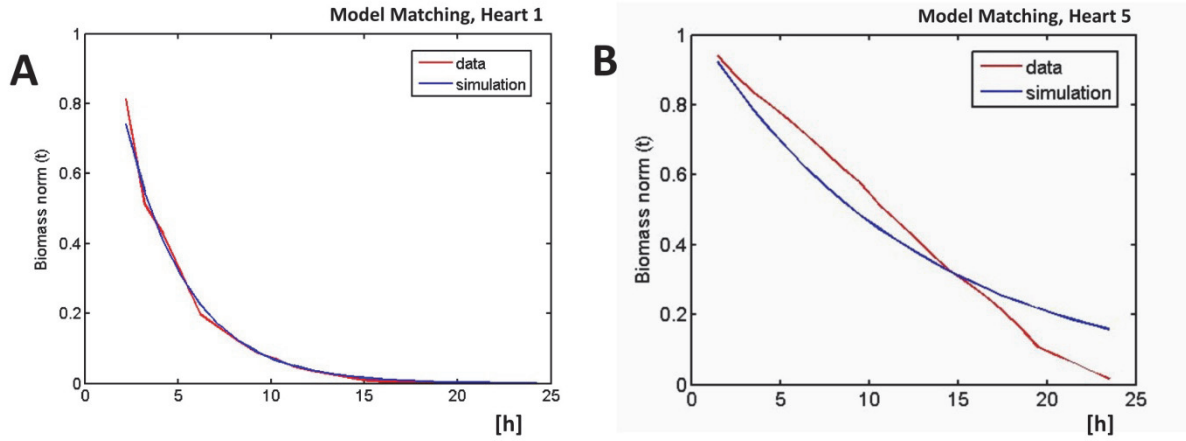 Model Matching, Heart 1
A
1
0.8
0.6
0.4
0.2
0
Biomass norm (t)
data
simulation
0
5
10
15
20
25
[h]
Model Matching, Heart 5
B
1
0.8
0.6
0.4
0.2
0
Biomass norm (t)
data
simulation
0
5
10
15
20
25
[h]